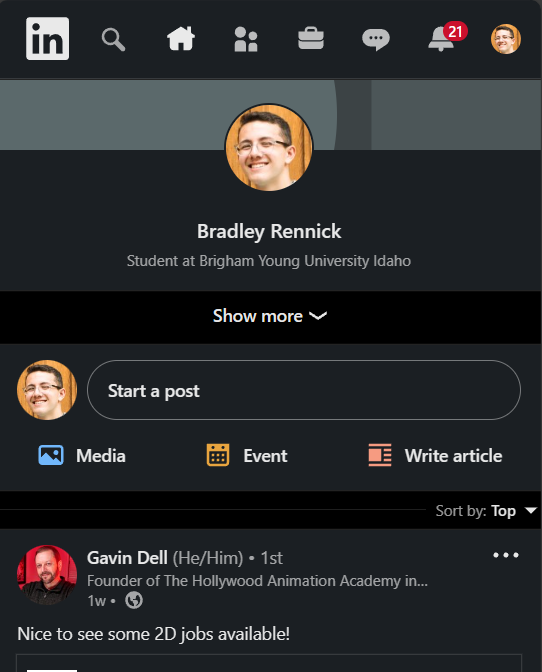 in
21
Bradley Rennick
Student at Brigham Young University Idaho
Show more
Start a post
Media Event Write article
Sort by: Top
Gavin Dell (He/Him) • 1st
Founder of The Hollywood Animation Academy in...
1w •
Nice to see some 2D jobs available!